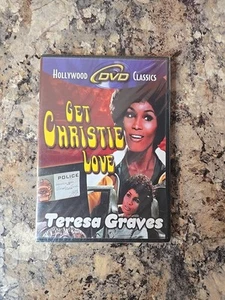 HOLLYWOOD DVD CLASSICS
GET
CHRISTIE
LOVE
POLICE
Teresa Graves